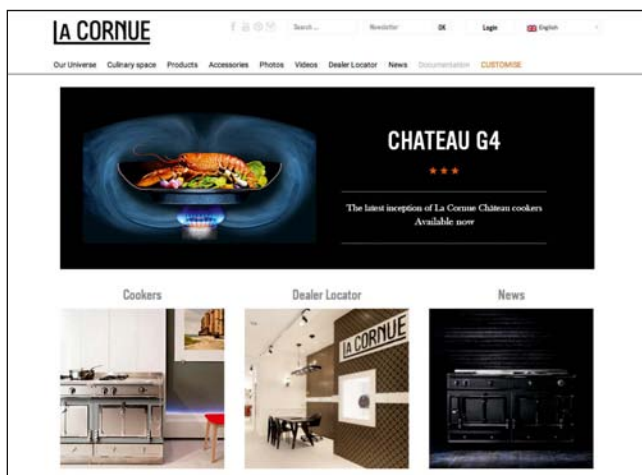 LA CORNUE
Search ... Newsletter OK Login English
Our Universe Culinary space Products Accessories Photos Videos Dealer Locator News Documentation CUSTOMISE
CHATEAU G4
The latest inception of La Cornue Château cookers
Available now
Cookers Dealer Locator News
LA CORNUE